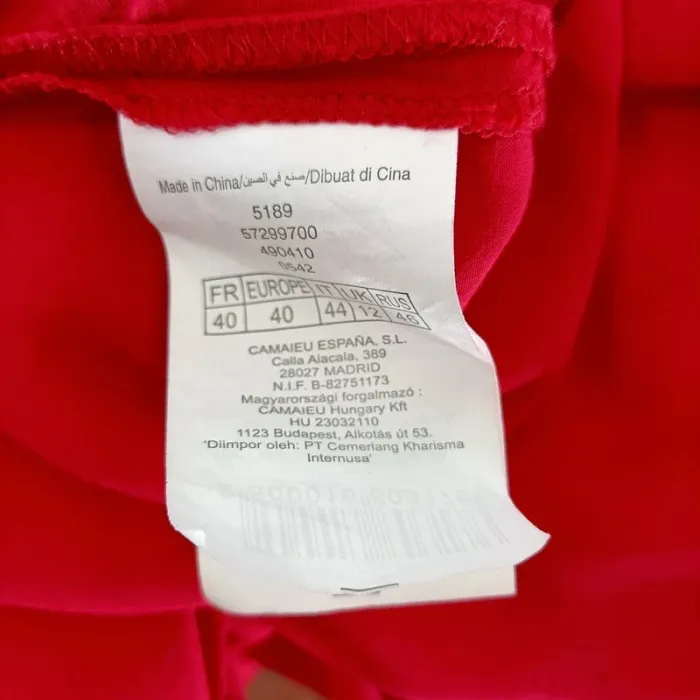 Made in China/صنع في الصين/Dibuat di Cina
5189
57299700
490410
0542
FR EUROPE IT UK RUS
40 40 44 12 46
CAMAIEU ESPAÑA, S.L.
Calla Alacala, 389
28027 MADRID
N.I.F. B-82751173
Magyarországi forgalmazó :
CAMAIEU Hungary Kft
HU 23032110
1123 Budapest, Alkotás út 53.
'Diimpor oleh: PT Cemerlang Kharisma
Internusa'